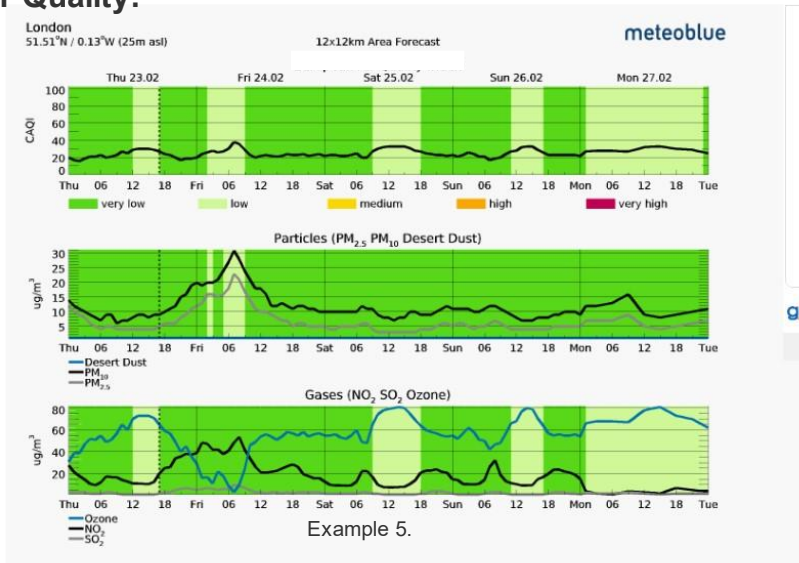 r Quality:
London
51.51°N / 0.13°W (25m asl)
12x12km Area Forecast
meteoblue
Thu 23.02 Fri 24.02 Sat 25.02 Sun 26.02 Mon 27.02
CAQI
100
80
60
40
20
0
Thu 06 12 18 Fri 06 12 18 Sat 06 12 18 Sun 06 12 18 Mon 06 12 18 Tue
very low low medium high very high
Particles (PM2.5 PM10 Desert Dust)
ug/m³
30
25
20
15
10
5
Thu 06 12 18 Fri 06 12 18 Sat 06 12 18 Sun 06 12 18 Mon 06 12 18 Tue
Desert Dust
PM10
PM2.5
Gases (NO2 SO2 Ozone)
ug/m³
80
60
40
20
Thu 06 12 18 Fri 06 12 18 Sat 06 12 18 Sun 06 12 18 Mon 06 12 18 Tue
Ozone
NO2
SO2
Example 5.
g